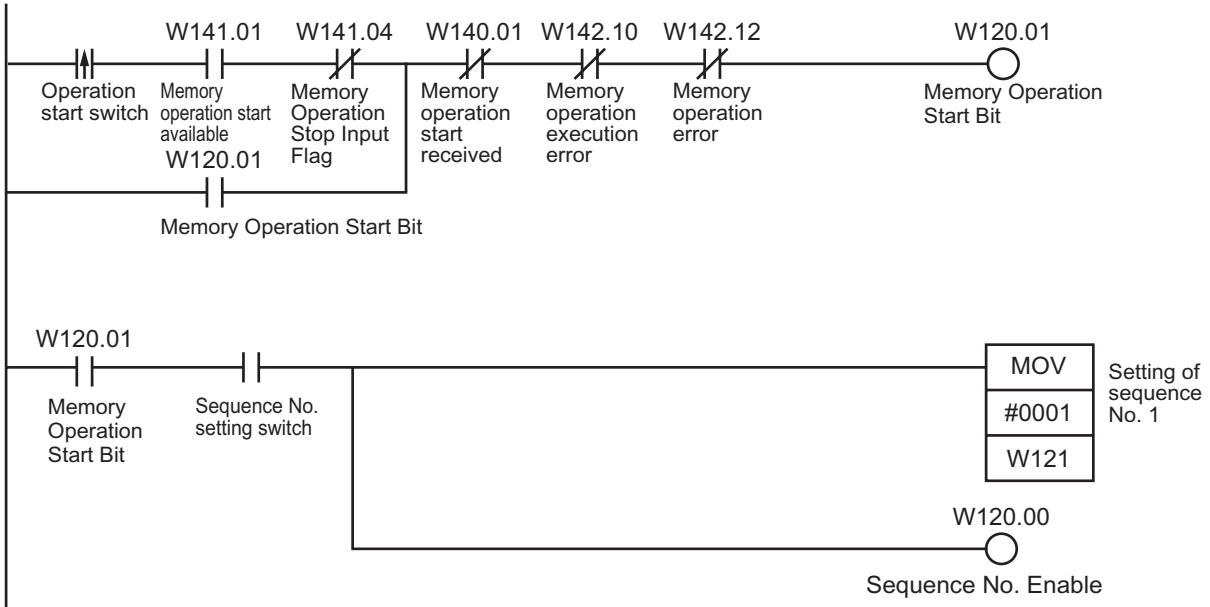 W141.01 W141.04 W140.01 W142.10 W142.12 W120.01
Operation
start switch
Memory
operation start
available
Memory
Operation
Stop Input
Flag
Memory
operation
start
received
Memory
operation
execution
error
Memory
operation
error
Memory Operation
Start Bit
W120.01
Memory Operation Start Bit
W120.01
Memory
Operation
Start Bit
Sequence No.
setting switch
MOV
#0001
W121
Setting of
sequence
No. 1
W120.00
Sequence No. Enable